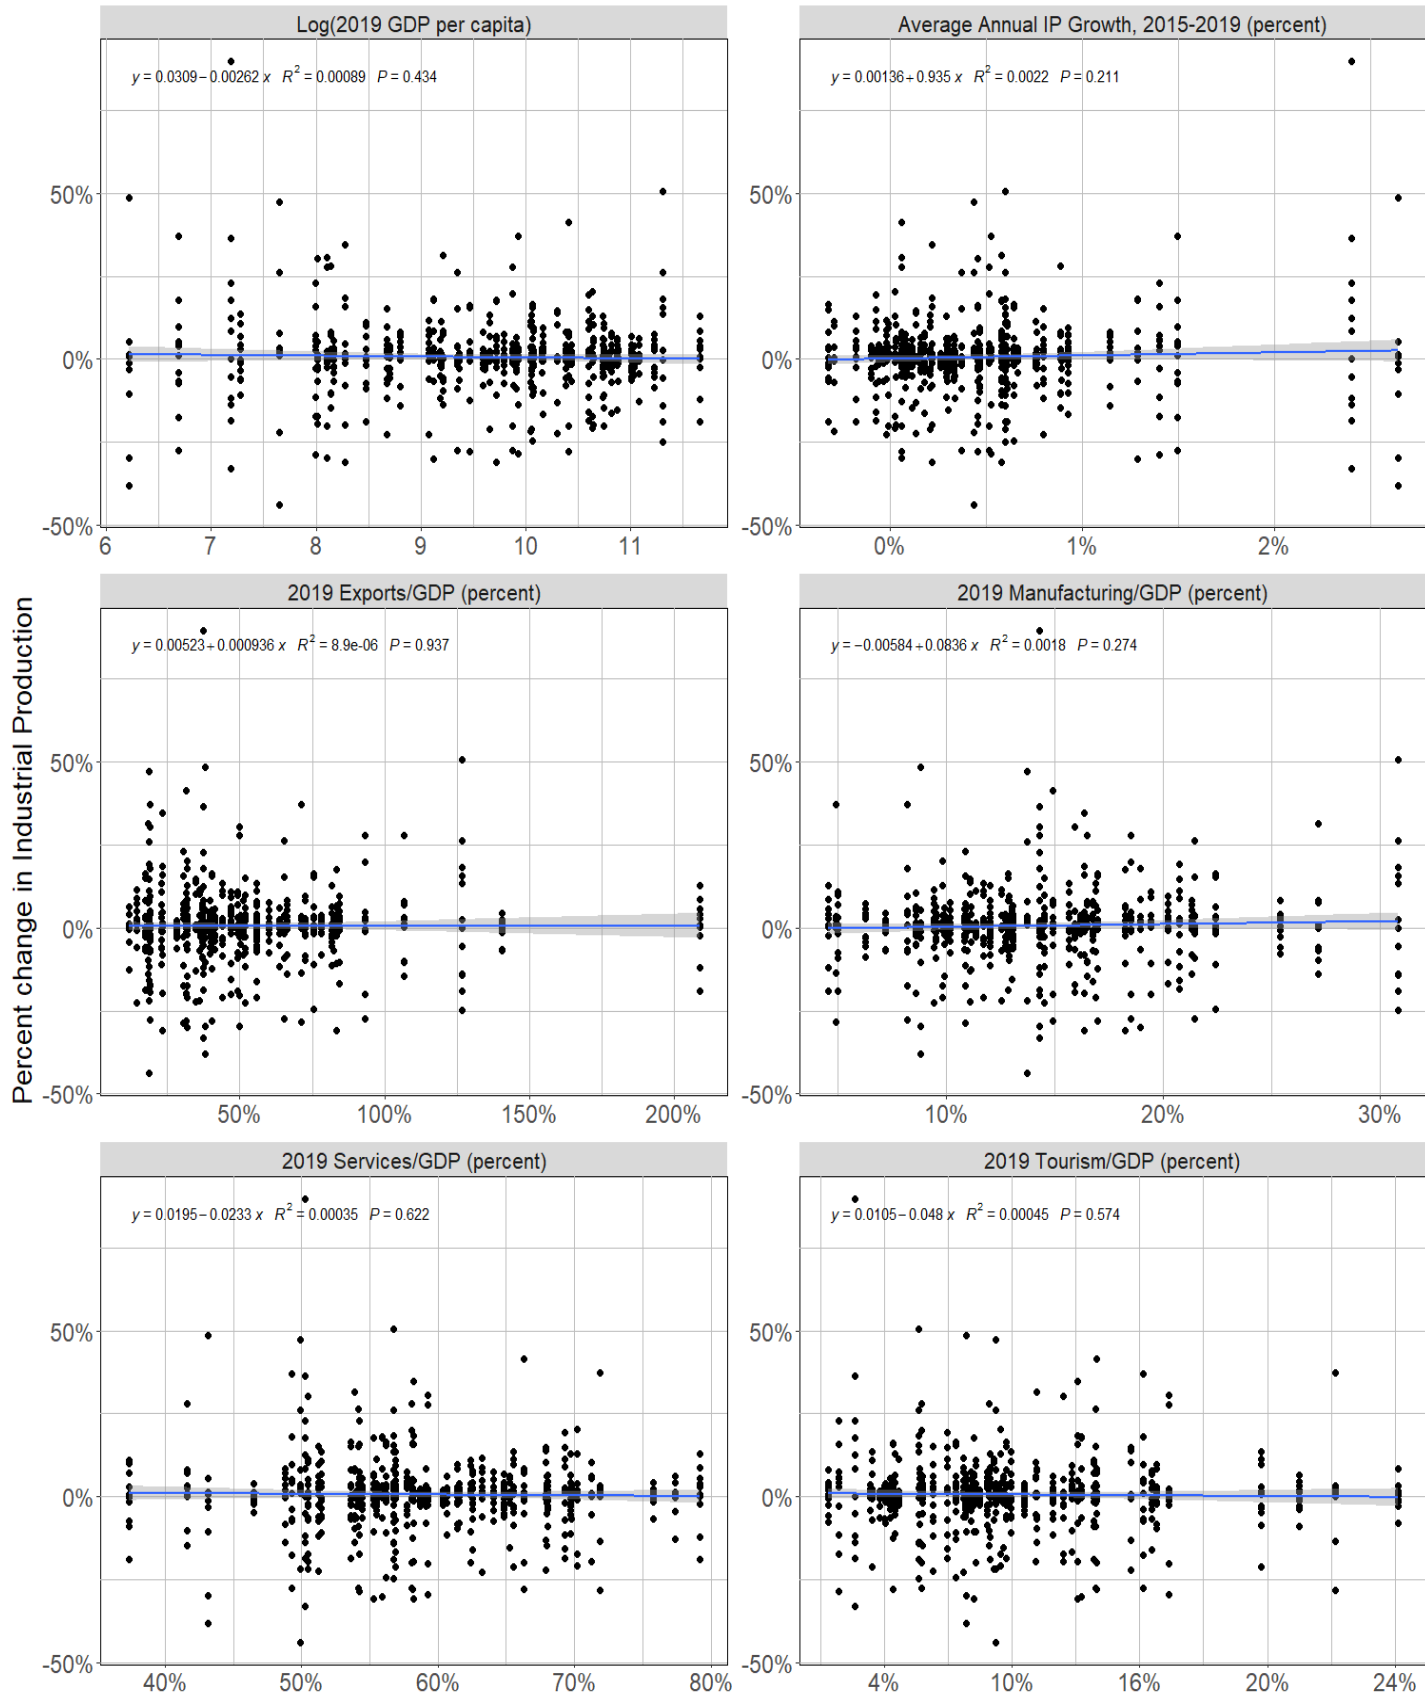 Log(2019 GDP per capita)
Average Annual IP Growth, 2015-2019 (percent)
y = 0.0309 − 0.00262 x R² = 0.00089 P = 0.434
y = 0.00136 + 0.935 x R² = 0.0022 P = 0.211
50%
0%
-50%
6 7 8 9 10 11
50%
0%
-50%
0% 1% 2%
Percent change in Industrial Production
2019 Exports/GDP (percent)
2019 Manufacturing/GDP (percent)
y = 0.00523 + 0.000936 x R² = 8.9e-06 P = 0.937
y = −0.00584 + 0.0836 x R² = 0.0018 P = 0.274
50%
0%
-50%
50% 100% 150% 200%
50%
0%
-50%
10% 20% 30%
2019 Services/GDP (percent)
2019 Tourism/GDP (percent)
y = 0.0195 − 0.0233 x R² = 0.00035 P = 0.622
y = 0.0105 − 0.048 x R² = 0.00045 P = 0.574
50%
0%
-50%
40% 50% 60% 70% 80%
50%
0%
-50%
4% 10% 16% 20% 24%